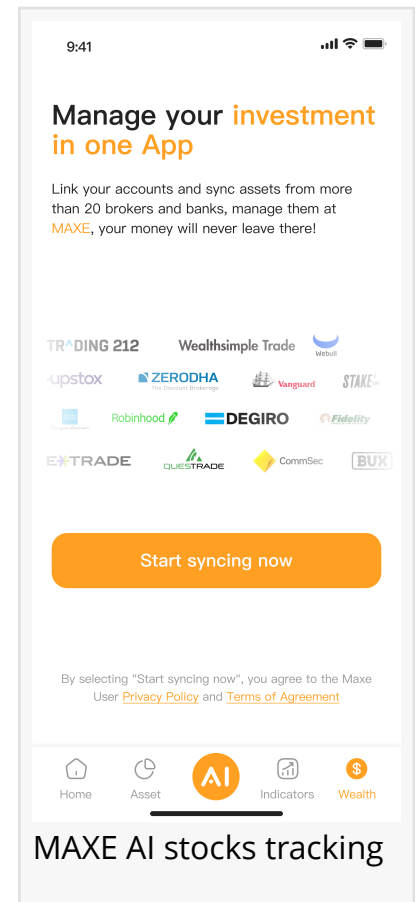 9:41
Manage your investment
in one App
Link your accounts and sync assets from more
than 20 brokers and banks, manage them at
MAXE, your money will never leave there!
TRADING 212 Wealthsimple Trade Webull
upstox ZERODHA The Discount Brokerage Vanguard STAKE
Robinhood DEGIRO Fidelity
E*TRADE QUESTRADE CommSec BUX
Start syncing now
By selecting "Start syncing now", you agree to the Maxe
User Privacy Policy and Terms of Agreement
AI
Home Asset Indicators Wealth
MAXE AI stocks tracking